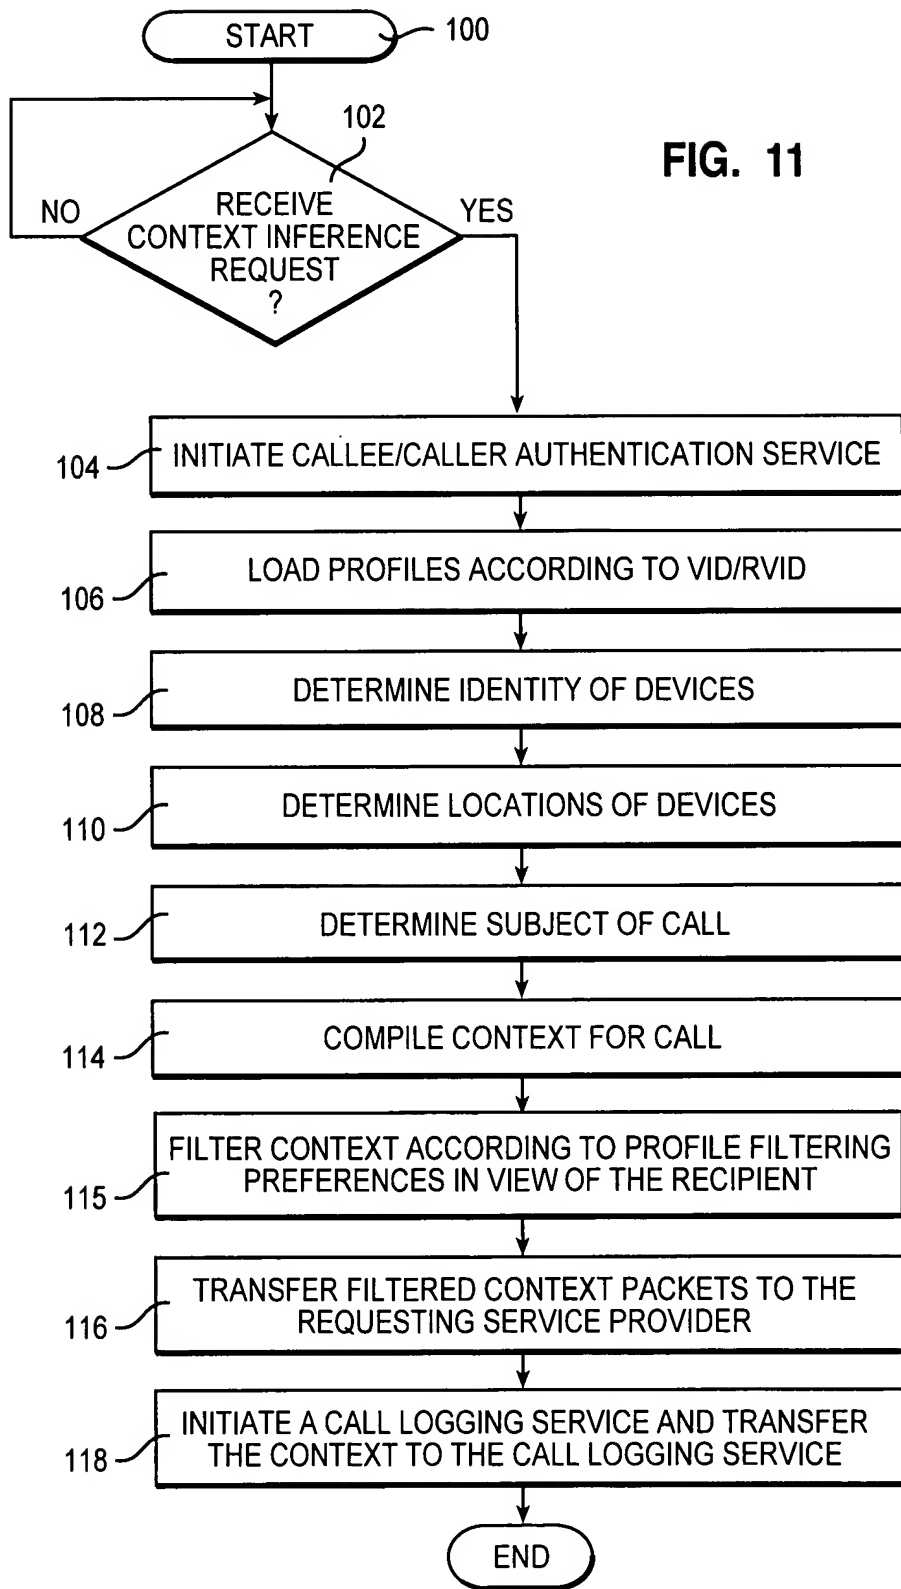 START
100
102
FIG. 11
NO
RECEIVE
CONTEXT INFERENCE
REQUEST
?
YES
104
INITIATE CALLEE/CALLER AUTHENTICATION SERVICE
106
LOAD PROFILES ACCORDING TO VID/RVID
108
DETERMINE IDENTITY OF DEVICES
110
DETERMINE LOCATIONS OF DEVICES
112
DETERMINE SUBJECT OF CALL
114
COMPILE CONTEXT FOR CALL
115
FILTER CONTEXT ACCORDING TO PROFILE FILTERING
PREFERENCES IN VIEW OF THE RECIPIENT
116
TRANSFER FILTERED CONTEXT PACKETS TO THE
REQUESTING SERVICE PROVIDER
118
INITIATE A CALL LOGGING SERVICE AND TRANSFER
THE CONTEXT TO THE CALL LOGGING SERVICE
END